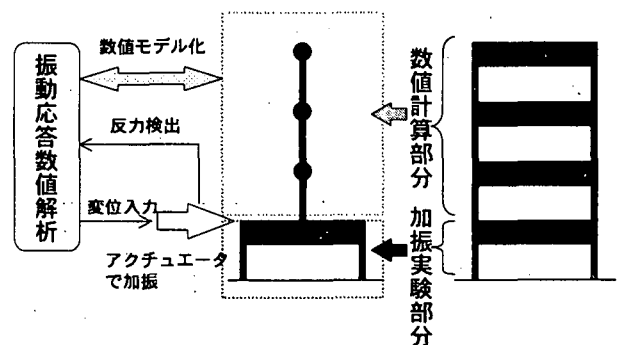 振動応答数値解析
数値モデル化
反力検出
変位入力
アクチュエータ
で加振
数値計算部分
加振実験部分